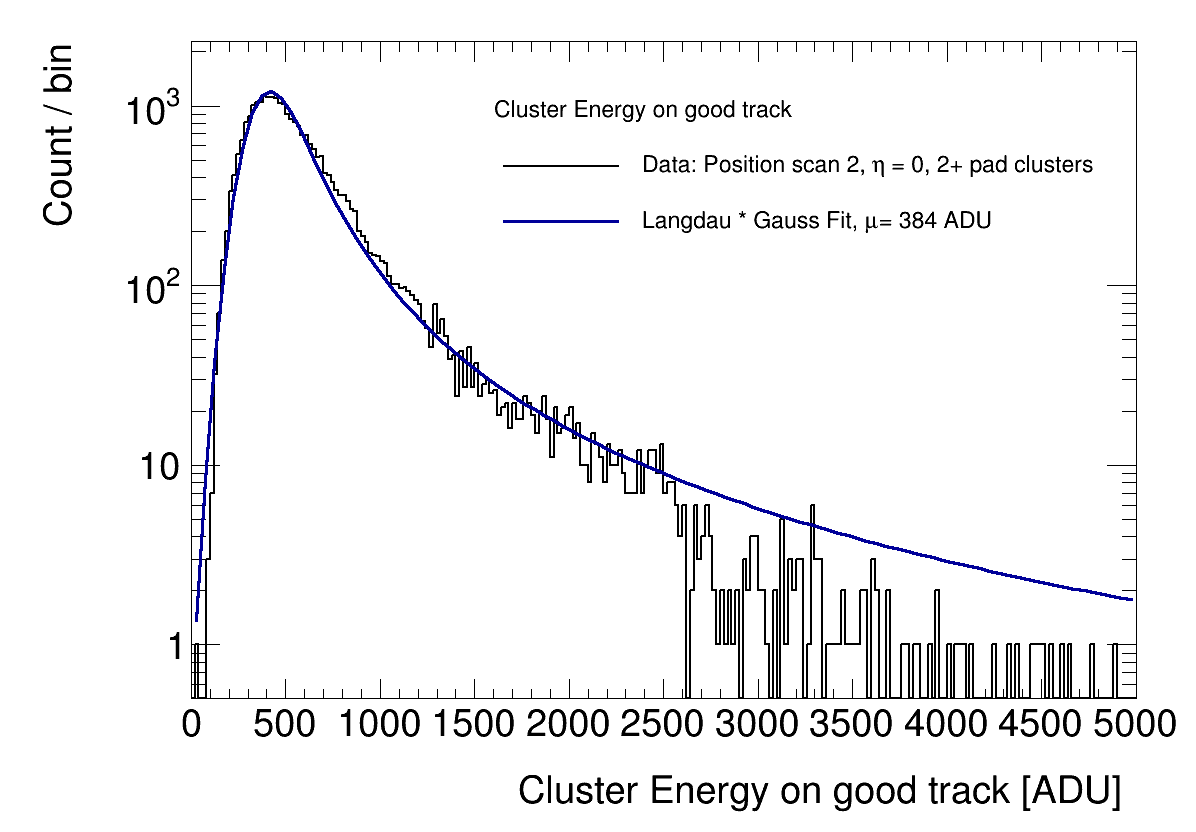 Count / bin
10³
10²
10
1
Cluster Energy on good track
Data: Position scan 2, η = 0, 2+ pad clusters
Langdau * Gauss Fit, μ= 384 ADU
0 500 1000 1500 2000 2500 3000 3500 4000 4500 5000
Cluster Energy on good track [ADU]